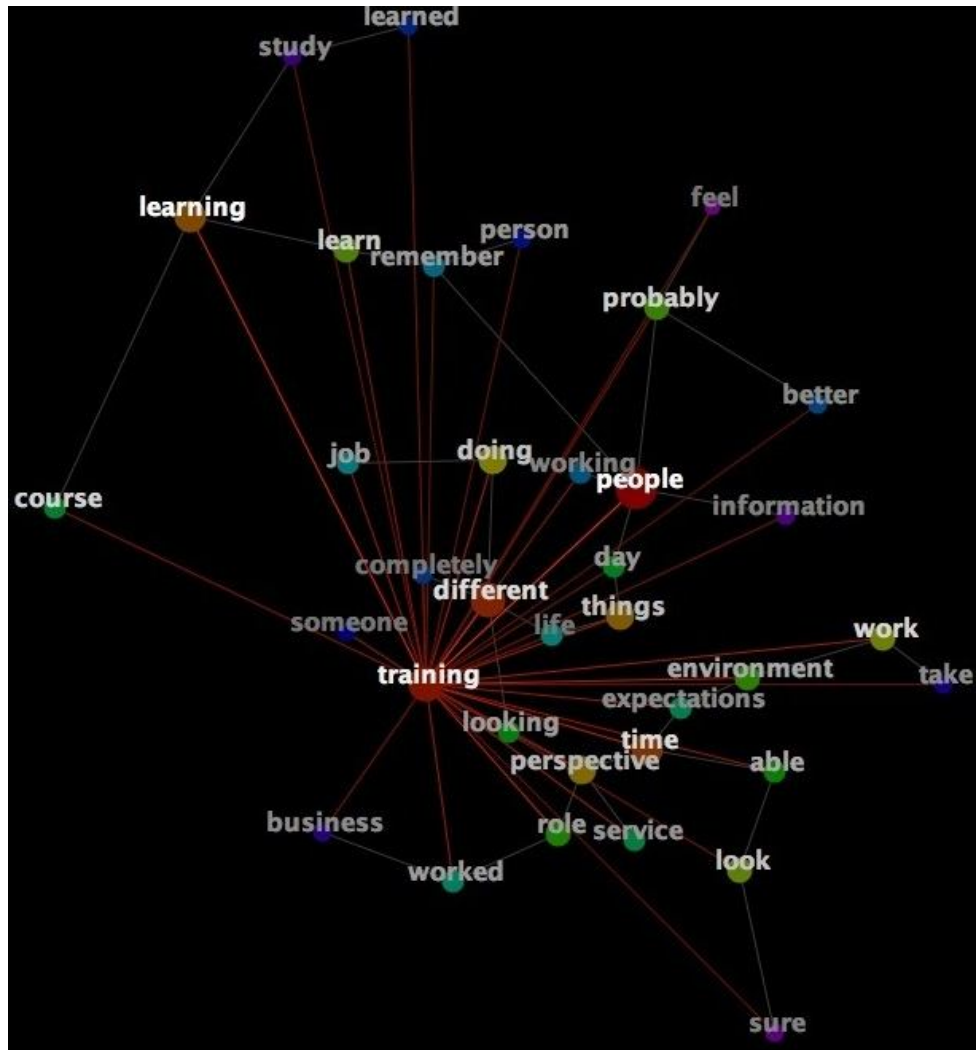 learned
study
feel
learning
person
learn
remember
probably
better
doing
job
working
people
course
information
day
completely
different
things
someone
life
work
training
environment
take
expectations
looking
time
perspective
able
business
role
service
look
worked
sure